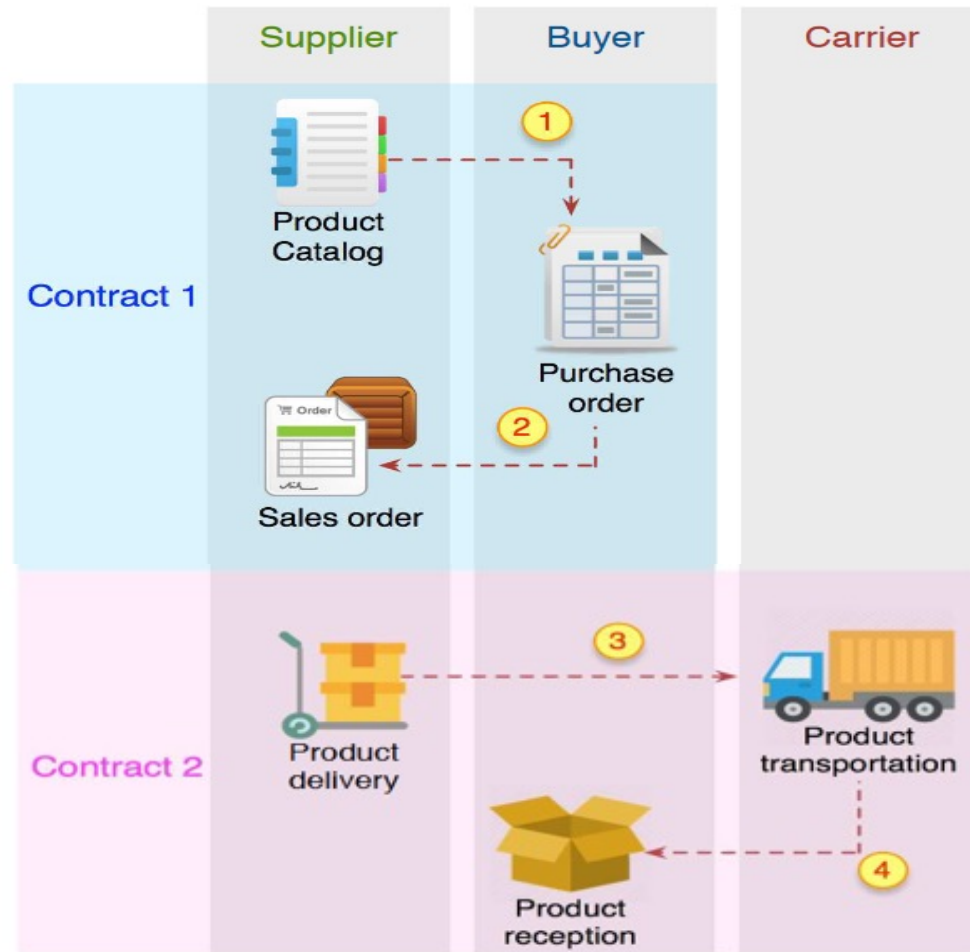 Supplier
Buyer
Carrier
1
Product
Catalog
Contract 1
Purchase
order
Order
2
Sales order
3
Product
delivery
Product
transportation
Contract 2
4
Product
reception